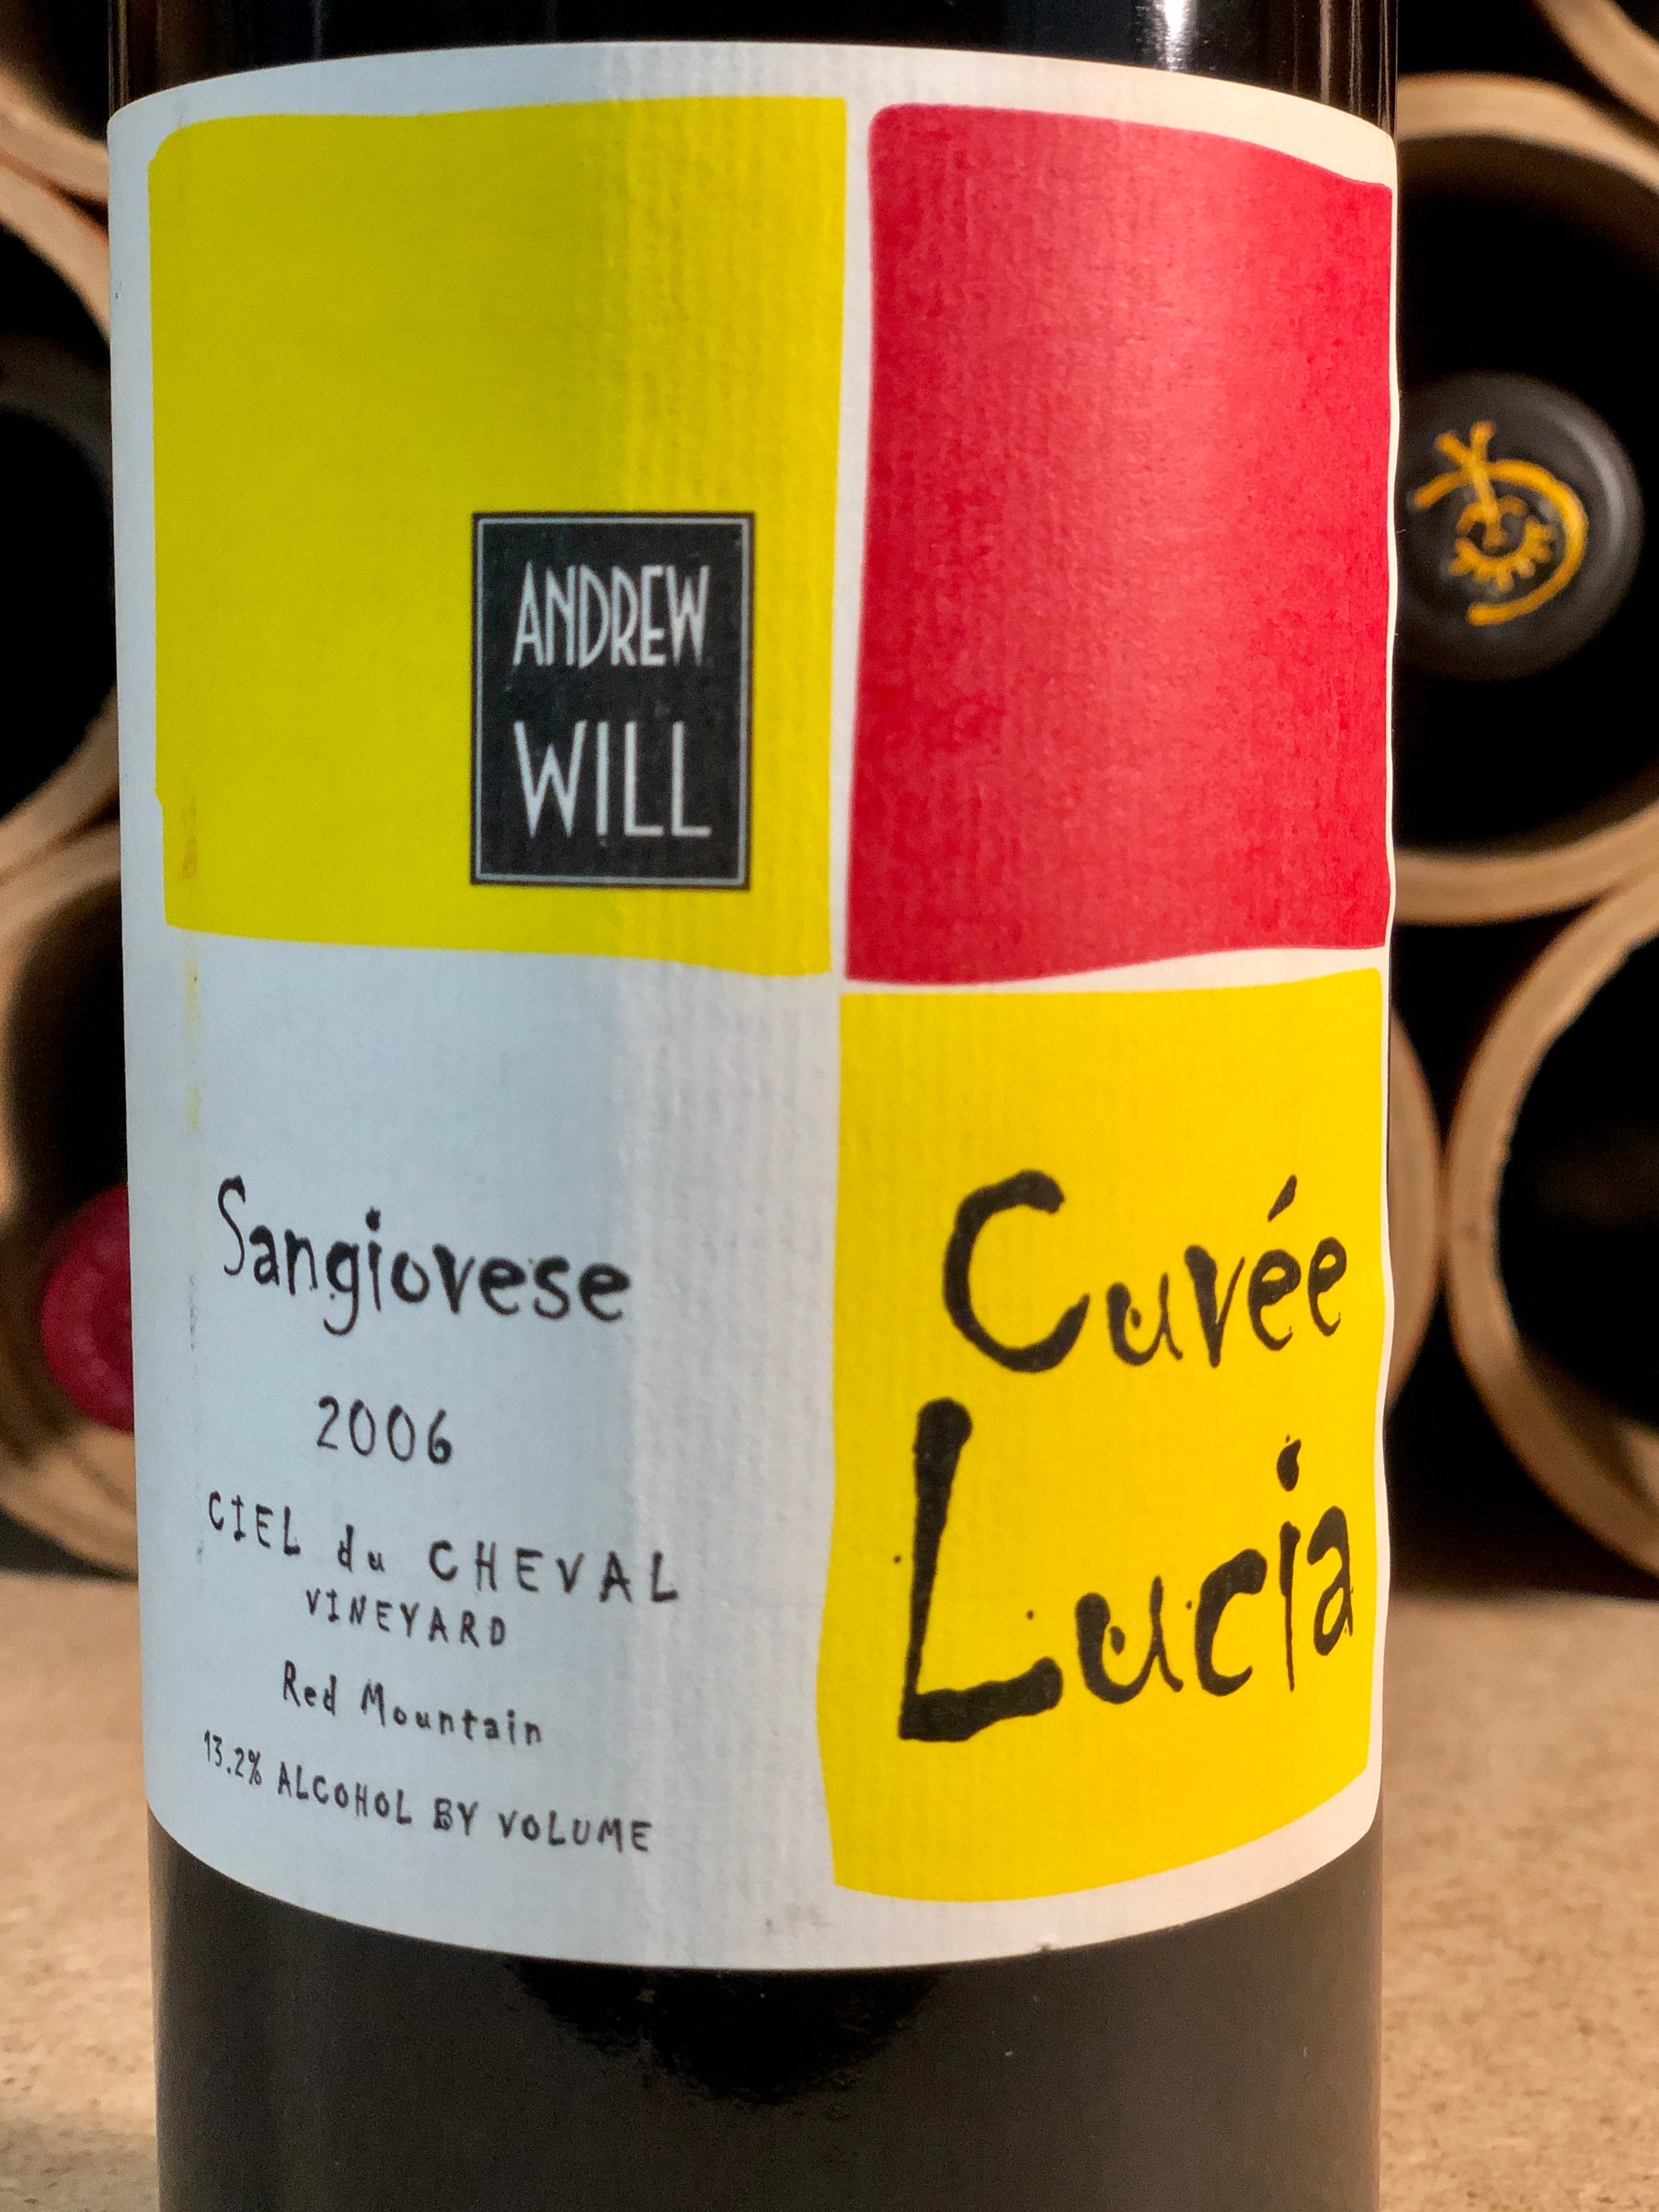 ANDREW
WILL
Sangiovese
2006
CIEL du CHEVAL
VINEYARD
Red Mountain
13.2% ALCOHOL BY VOLUME
Cuvée
Lucia